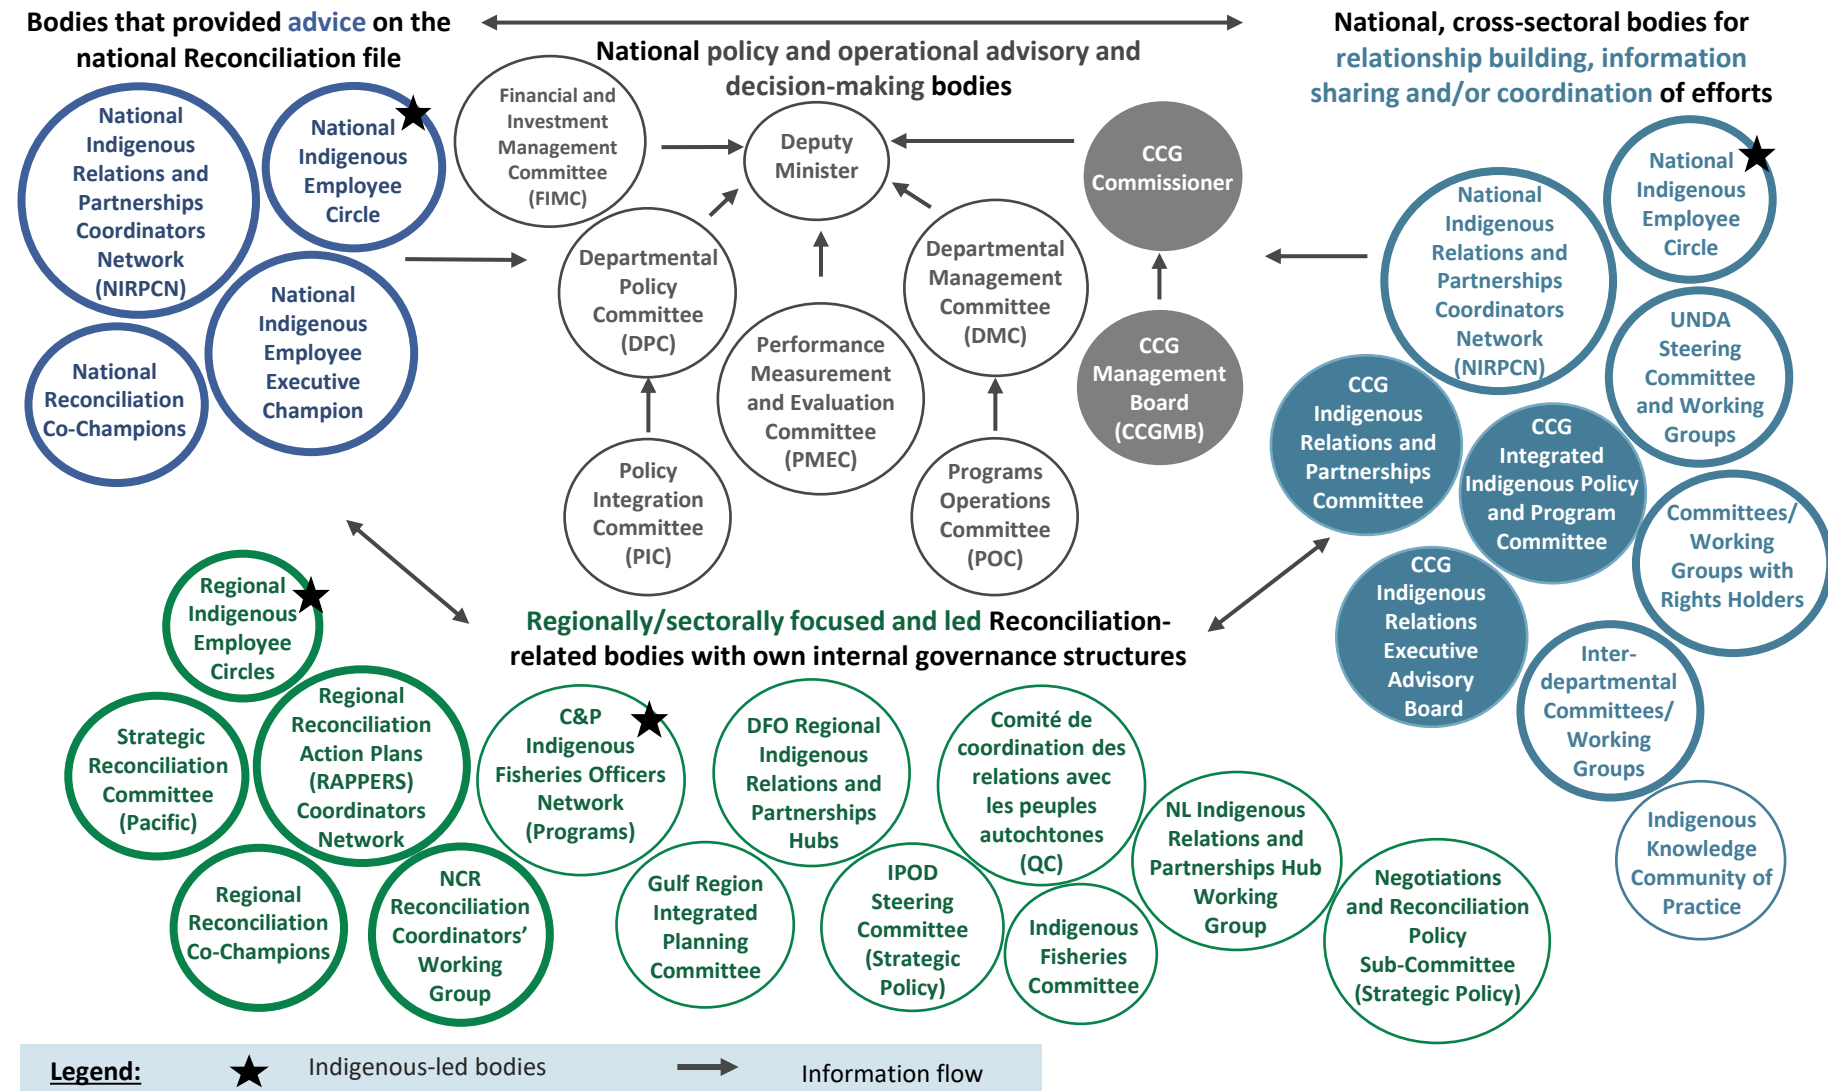 Bodies that provided advice on the
national Reconciliation file
National policy and operational advisory and
decision-making bodies
National, cross-sectoral bodies for
relationship building, information
sharing and/or coordination of efforts
National
Indigenous
Relations and
Partnerships
Coordinators
Network
(NIRPCN)
National
Indigenous
Employee
Circle
National
Indigenous
Employee
Executive
Champion
National
Reconciliation
Co-Champions
Financial and
Investment
Management
Committee
(FIMC)
Deputy
Minister
CCG
Commissioner
Departmental
Policy
Committee
(DPC)
Departmental
Management
Committee
(DMC)
Performance
Measurement
and Evaluation
Committee
(PMEC)
CCG
Management
Board
(CCGMB)
Policy
Integration
Committee
(PIC)
Programs
Operations
Committee
(POC)
National
Indigenous
Employee
Circle
National
Indigenous
Relations and
Partnerships
Coordinators
Network
(NIRPCN)
UNDA
Steering
Committee
and Working
Groups
CCG
Indigenous
Relations and
Partnerships
Committee
CCG
Integrated
Indigenous Policy
and Program
Committee
Committees/
Working
Groups with
Rights Holders
CCG
Indigenous
Relations
Executive
Advisory
Board
Inter-
departmental
Committees/
Working
Groups
Indigenous
Knowledge
Community of
Practice
Regionally/sectorally focused and led Reconciliation-
related bodies with own internal governance structures
Regional
Indigenous
Employee
Circles
Strategic
Reconciliation
Committee
(Pacific)
Regional
Reconciliation
Action Plans
(RAPPERS)
Coordinators
Network
Regional
Reconciliation
Co-Champions
NCR
Reconciliation
Coordinators’
Working
Group
C&P
Indigenous
Fisheries Officers
Network
(Programs)
Gulf Region
Integrated
Planning
Committee
DFO Regional
Indigenous
Relations and
Partnerships
Hubs
IPOD
Steering
Committee
(Strategic
Policy)
Comité de
coordination des
relations avec
les peuples
autochtones
(QC)
Indigenous
Fisheries
Committee
NL Indigenous
Relations and
Partnerships Hub
Working
Group
Negotiations
and Reconciliation
Policy
Sub-Committee
(Strategic Policy)
Legend:
Indigenous-led bodies
Information flow